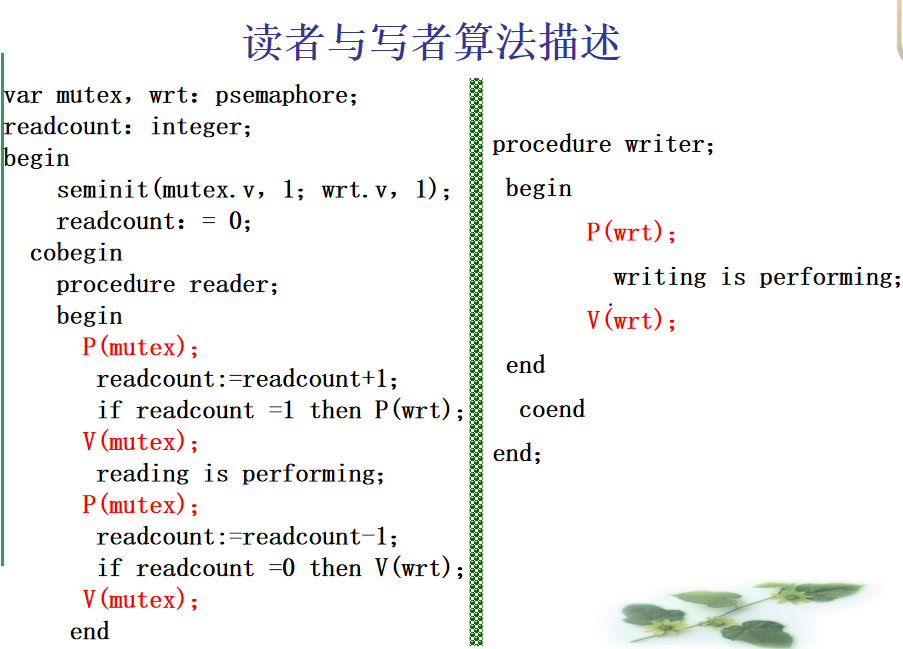 读者与写者算法描述
var mutex，wrt：psemaphore；
readcount：integer；
begin
seminit(mutex.v，1；wrt.v，1)；
readcount：= 0；
cobegin
procedure reader；
begin
P(mutex)；
readcount:=readcount+1；
if readcount =1 then P(wrt)；
V(mutex)；
reading is performing；
P(mutex)；
readcount:=readcount-1；
if readcount =0 then V(wrt)；
V(mutex)；
end
procedure writer；
begin
P(wrt)；
writing is performing；
V(wrt)；
end
coend
end；